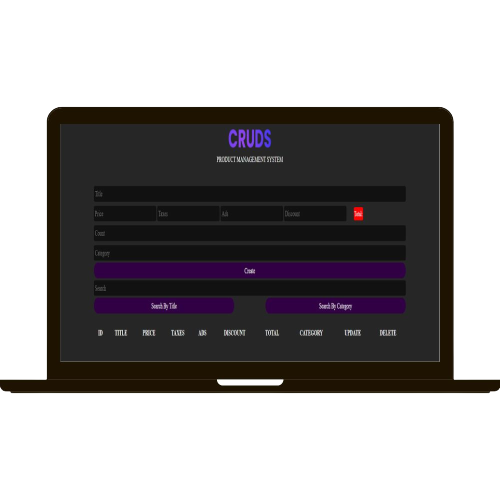 CRUDS
PRODUCT MANAGEMENT SYSTEM
Title
Price Taxes Ads Discount Total
Count
Category
Create
Search
Search By Title Search By Category
ID TITLE PRICE TAXES ADS DISCOUNT TOTAL CATEGORY UPDATE DELETE